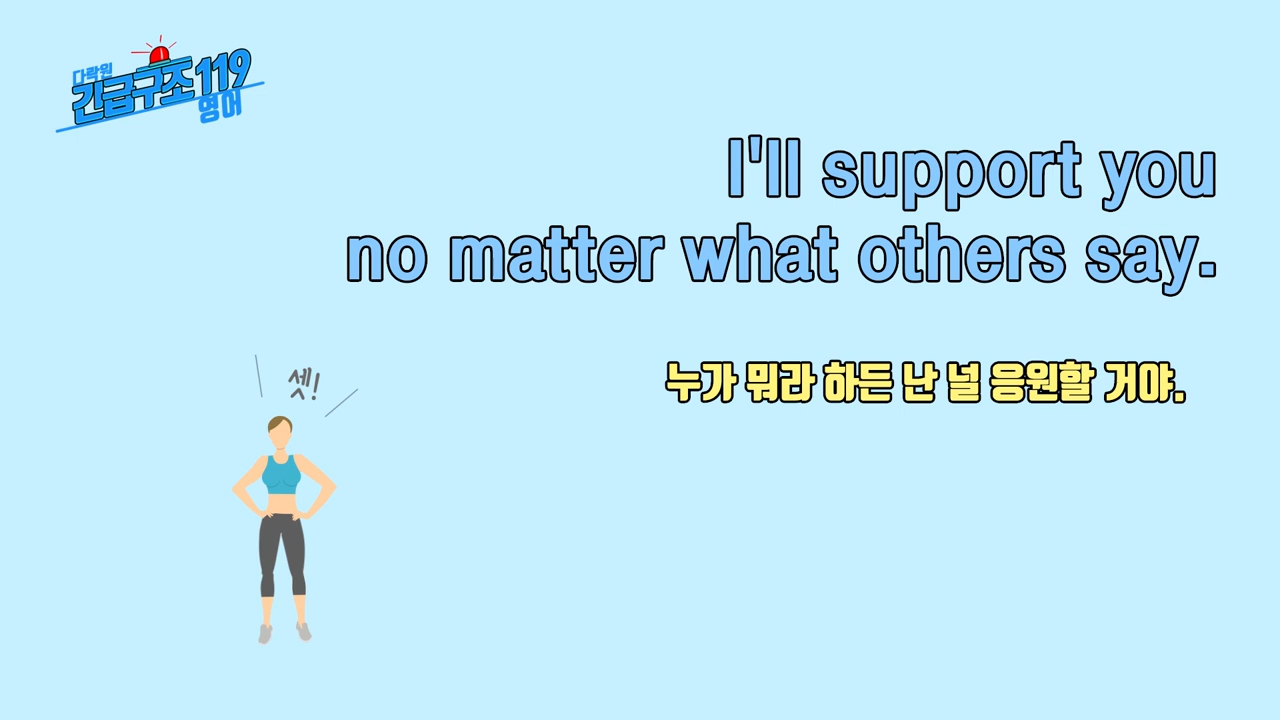 다락원
긴급구조119
영어
I'll support you
no matter what others say.
누가 뭐라 하든 난 널 응원할 거야.
셋!